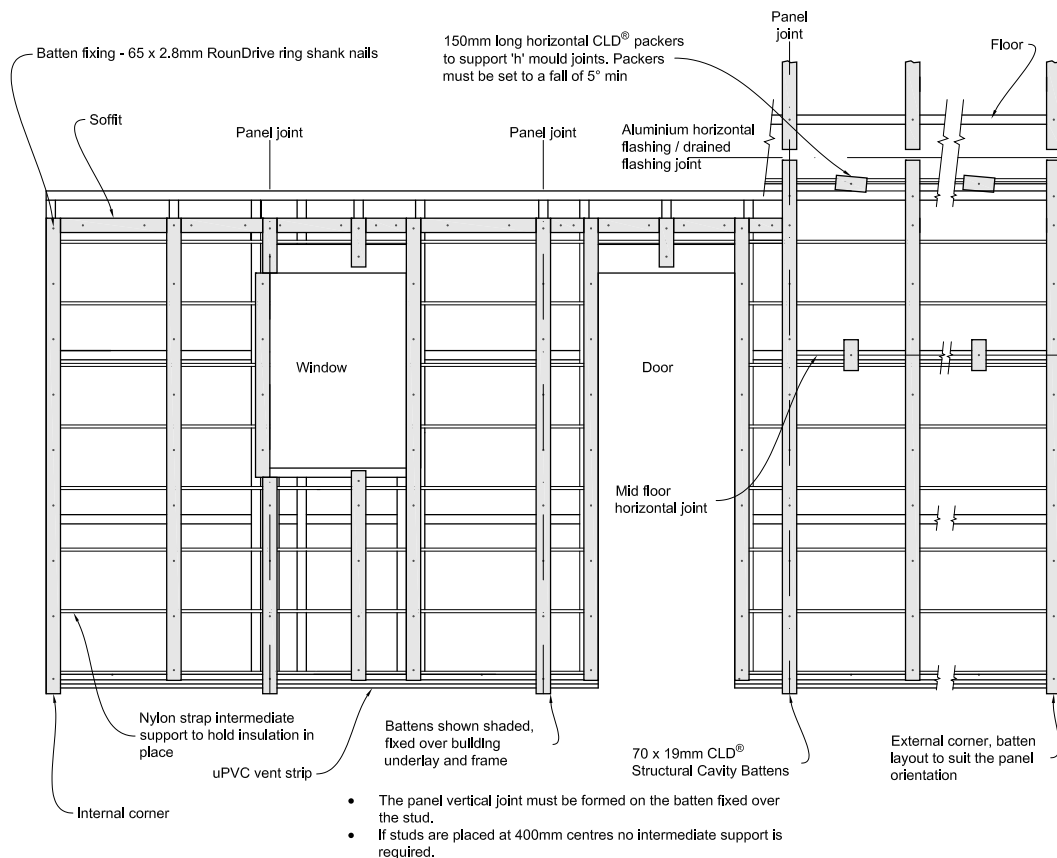 Panel
joint
Batten fixing - 65 x 2.8mm RounDrive ring shank nails
150mm long horizontal CLD® packers
to support 'h' mould joints. Packers
must be set to a fall of 5° min
Floor
Soffit
Panel joint
Panel joint
Aluminium horizontal
flashing / drained
flashing joint
Window
Door
Mid floor
horizontal joint
Nylon strap intermediate
support to hold insulation in
place
uPVC vent strip
Battens shown shaded,
fixed over building
underlay and frame
70 x 19mm CLD®
Structural Cavity Battens
External corner, batten
layout to suit the panel
orientation
Internal corner
• The panel vertical joint must be formed on the batten fixed over
the stud.
• If studs are placed at 400mm centres no intermediate support is
required.